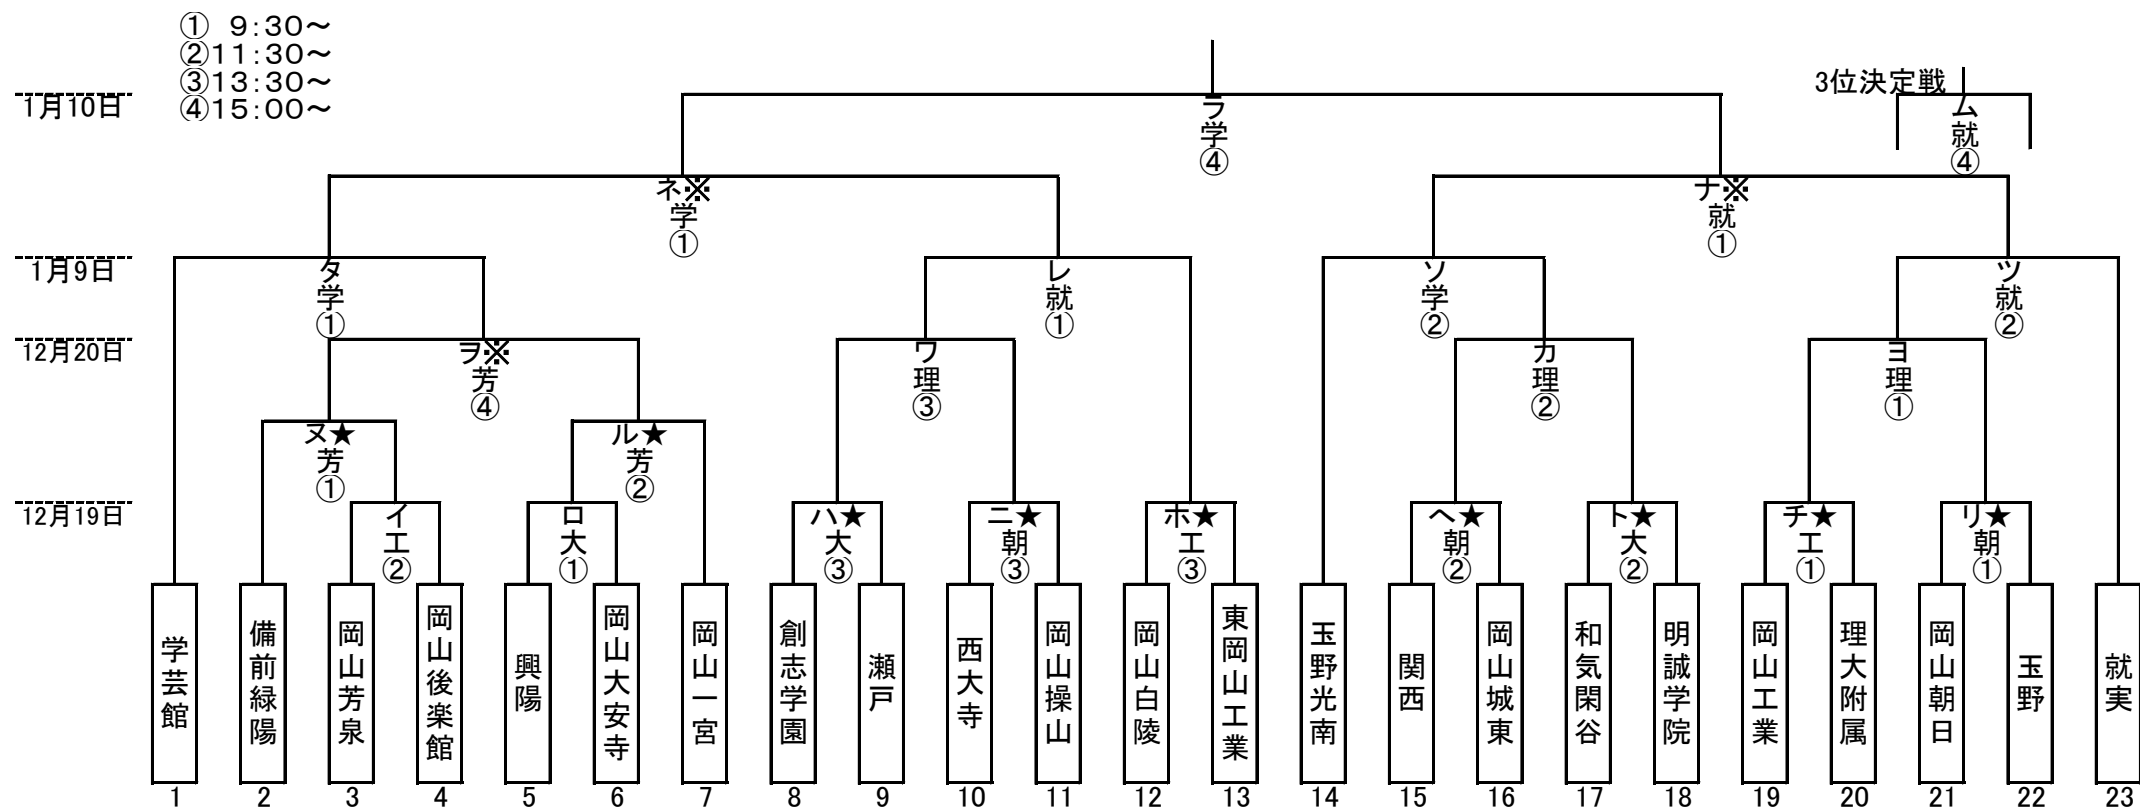 ① 9:30～
②11:30～
③13:30～
④15:00～
3位決定戦
1月10日
ラ学④
ム就④
ネ※学①
ナ※就①
1月9日
タ学①
レ就①
ソ学②
ツ就②
12月20日
ヲ※芳④
ワ理③
カ理②
ヨ理①
ヌ★芳①
ル★芳②
12月19日
イ工②
ロ大①
ハ★大③
ニ★朝③
ホ★工③
ヘ★朝②
ト★大②
チ★工①
リ★朝①
学芸館
備前緑陽
岡山芳泉
岡山後楽館
興陽
岡山大安寺
岡山一宮
創志学園
瀬戸
西大寺
岡山操山
岡山白陵
東岡山工業
玉野光南
関西
岡山城東
和気閑谷
明誠学院
岡山工業
理大附属
岡山朝日
玉野
就実
1 2 3 4 5 6 7 8 9 10 11 12 13 14 15 16 17 18 19 20 21 22 23